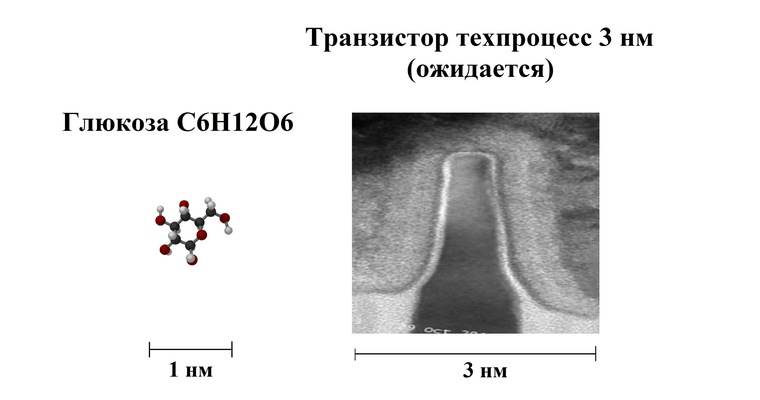 Транзистор техпроцесс 3 нм
(ожидается)
Глюкоза C6H12O6
1 нм
3 нм